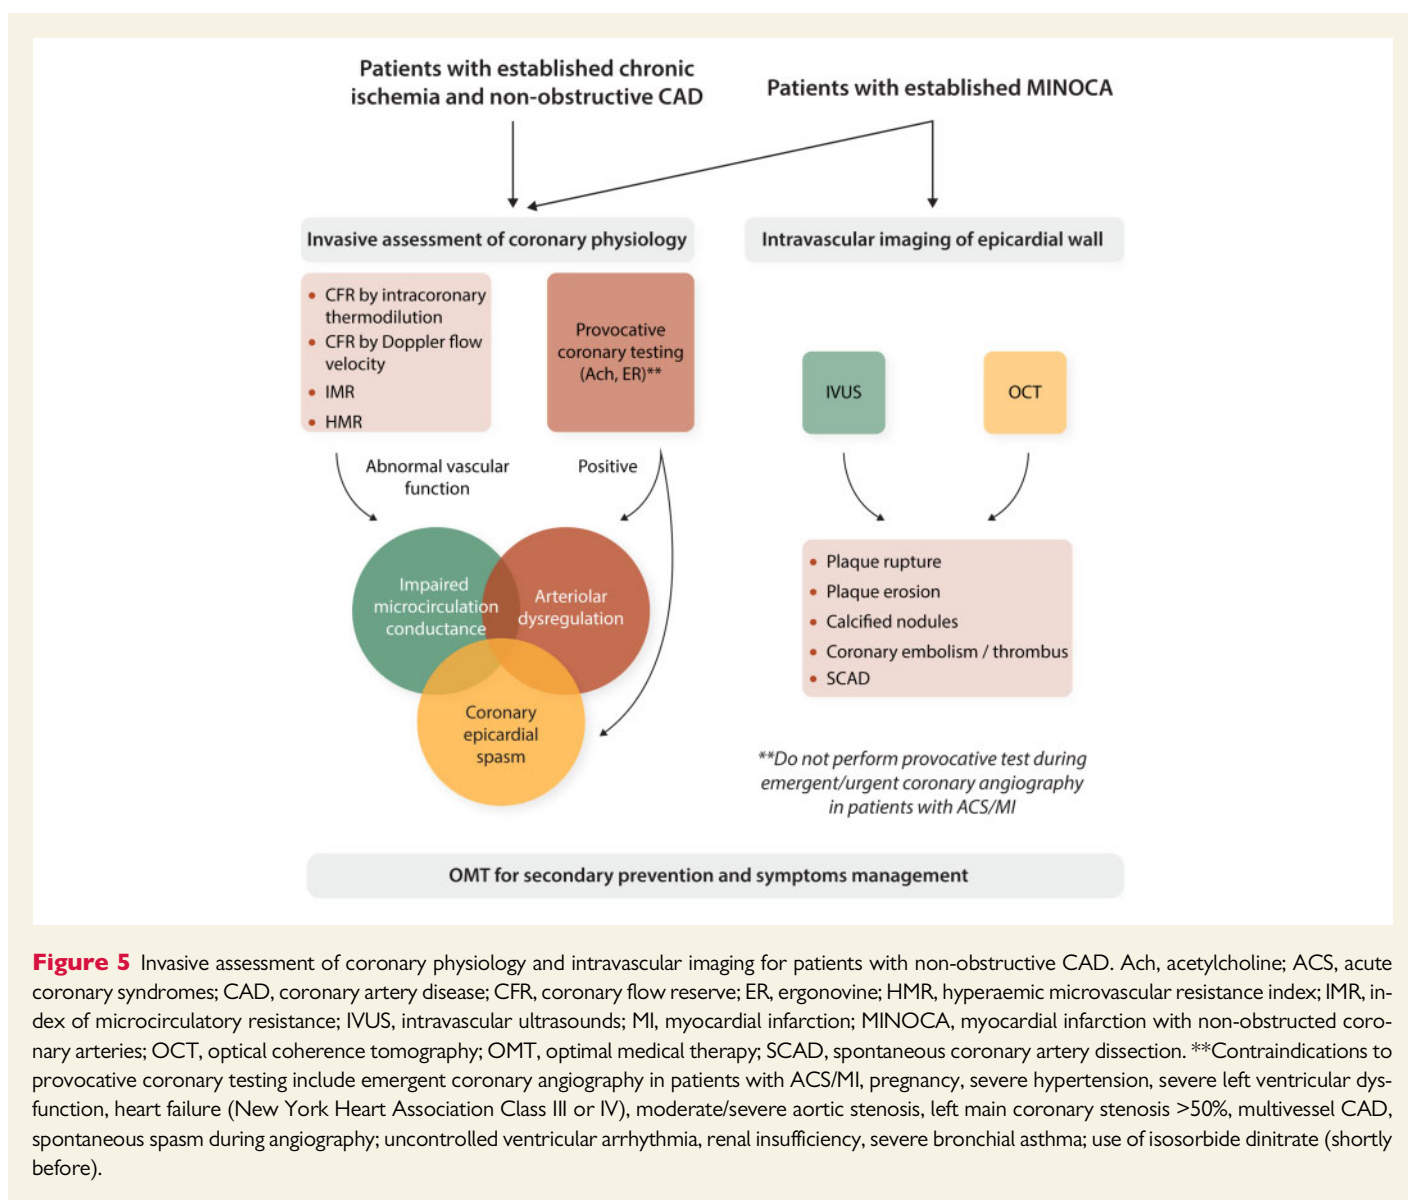 Patients with established chronic
ischemia and non-obstructive CAD
Patients with established MINOCA
Invasive assessment of coronary physiology
Intravascular imaging of epicardial wall
• CFR by intracoronary
thermodilution
• CFR by Doppler flow
velocity
• IMR
• HMR
Provocative
coronary testing
(Ach, ER)**
IVUS
OCT
Abnormal vascular
function
Positive
Impaired
microcirculation
conductance
Arteriolar
dysregulation
Coronary
epicardial
spasm
• Plaque rupture
• Plaque erosion
• Calcified nodules
• Coronary embolism / thrombus
• SCAD
**Do not perform provocative test during
emergent/urgent coronary angiography
in patients with ACS/MI
OMT for secondary prevention and symptoms management
Figure 5 Invasive assessment of coronary physiology and intravascular imaging for patients with non-obstructive CAD. Ach, acetylcholine; ACS, acute
coronary syndromes; CAD, coronary artery disease; CFR, coronary flow reserve; ER, ergonovine; HMR, hyperaemic microvascular resistance index; IMR, in-
dex of microcirculatory resistance; IVUS, intravascular ultrasounds; MI, myocardial infarction; MINOCA, myocardial infarction with non-obstructed coro-
nary arteries; OCT, optical coherence tomography; OMT, optimal medical therapy; SCAD, spontaneous coronary artery dissection. **Contraindications to
provocative coronary testing include emergent coronary angiography in patients with ACS/MI, pregnancy, severe hypertension, severe left ventricular dys-
function, heart failure (New York Heart Association Class III or IV), moderate/severe aortic stenosis, left main coronary stenosis >50%, multivessel CAD,
spontaneous spasm during angiography; uncontrolled ventricular arrhythmia, renal insufficiency, severe bronchial asthma; use of isosorbide dinitrate (shortly
before).